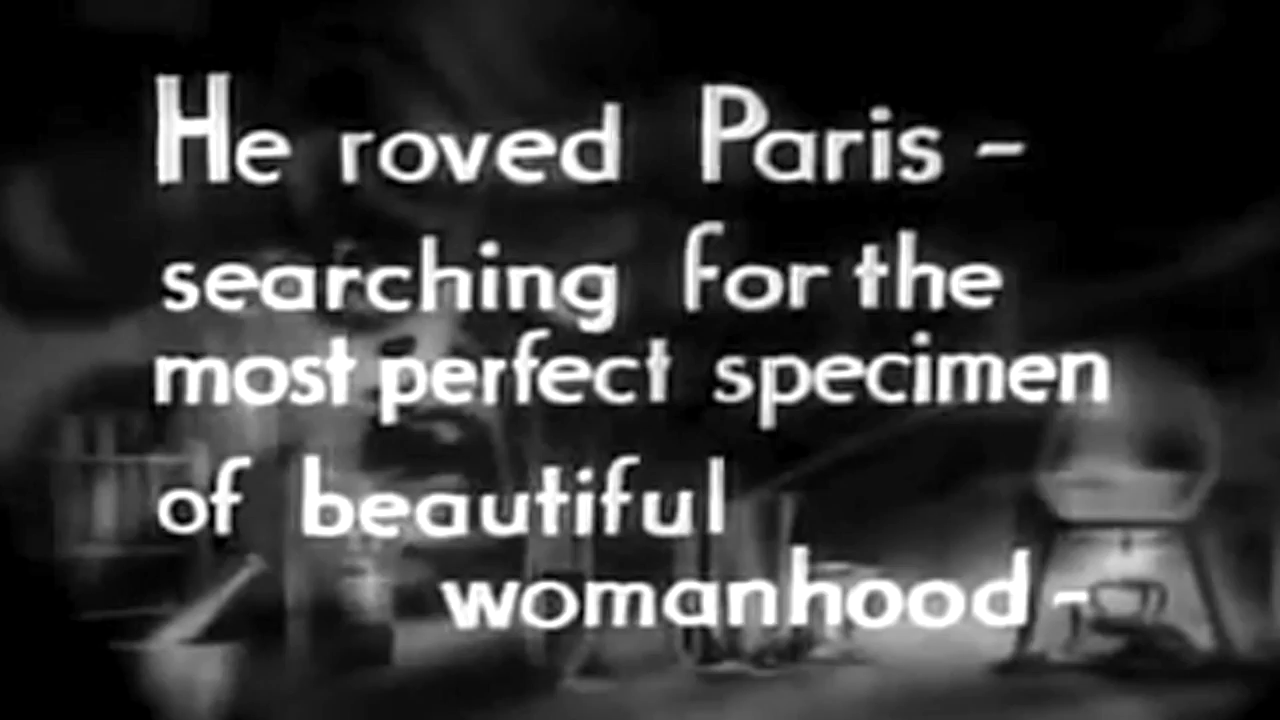 He roved Paris -
searching for the
most perfect specimen
of beautiful
womanhood -